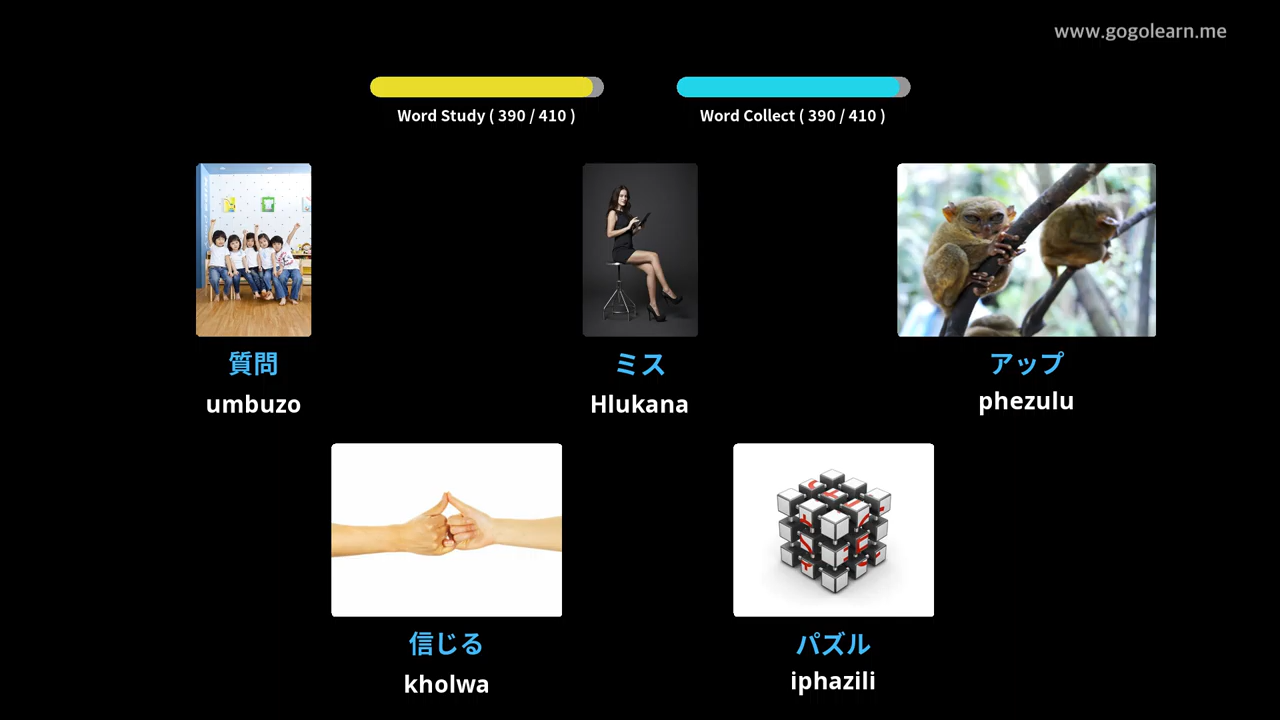 www.gogolearn.me
Word Study ( 390 / 410 )
Word Collect ( 390 / 410 )
質問
ミス
アップ
umbuzo
Hlukana
phezulu
信じる
パズル
kholwa
iphazili